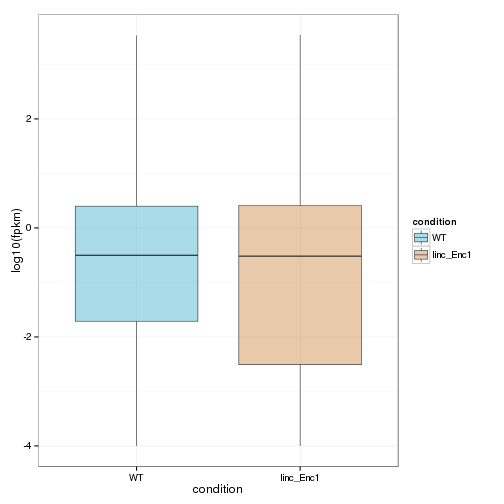 log10(fpkm)
2
0
-2
-4
WT
linc_Enc1
condition
condition
WT
linc_Enc1